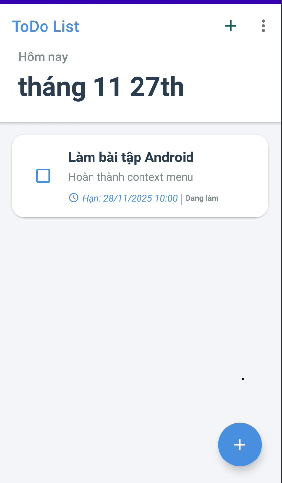 ToDo List
Hôm nay
tháng 11 27th
Làm bài tập Android
Hoàn thành context menu
Hạn: 28/11/2025 10:00 | Đang làm